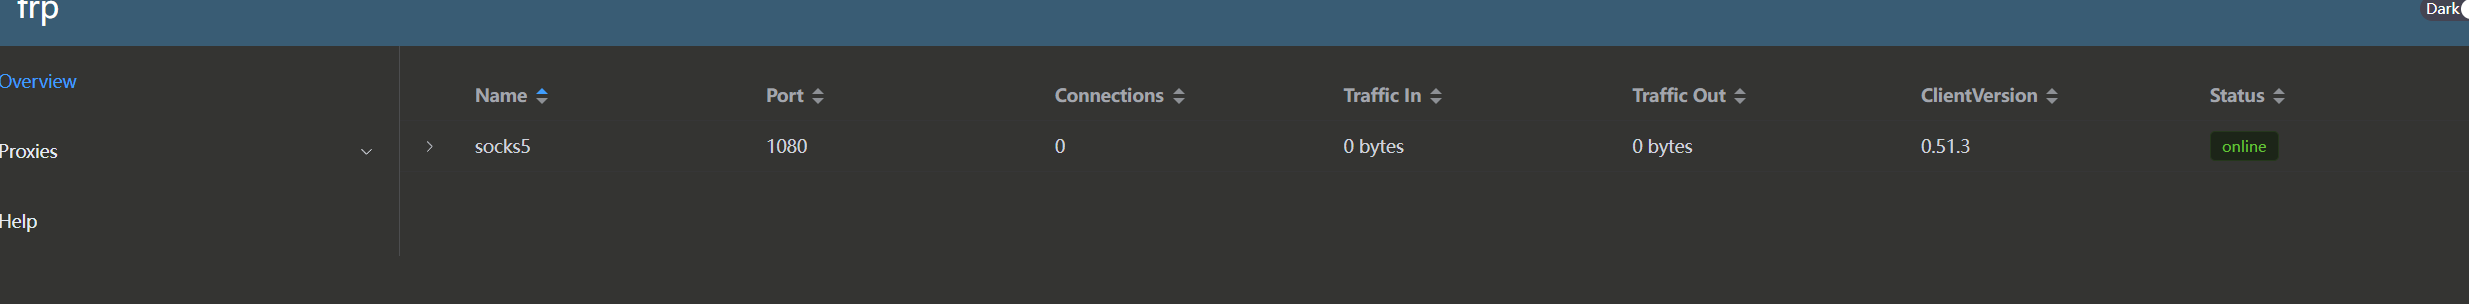 frp
Dark
Overview
Proxies
Help
Name Port Connections Traffic In Traffic Out ClientVersion Status
socks5 1080 0 0 bytes 0 bytes 0.51.3 online